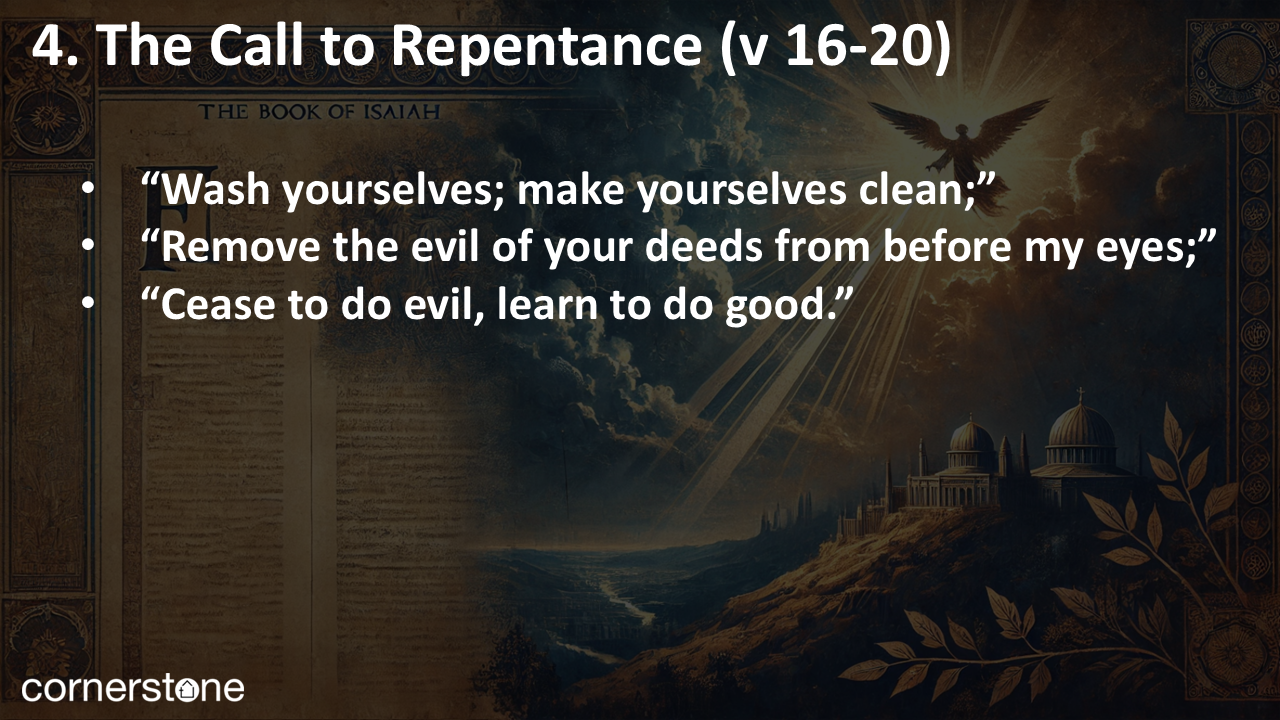 4. The Call to Repentance (v 16-20)
THE BOOK OF ISAIAH
F
• “Wash yourselves; make yourselves clean;”
• “Remove the evil of your deeds from before my eyes;”
• “Cease to do evil, learn to do good.”
cornerstone